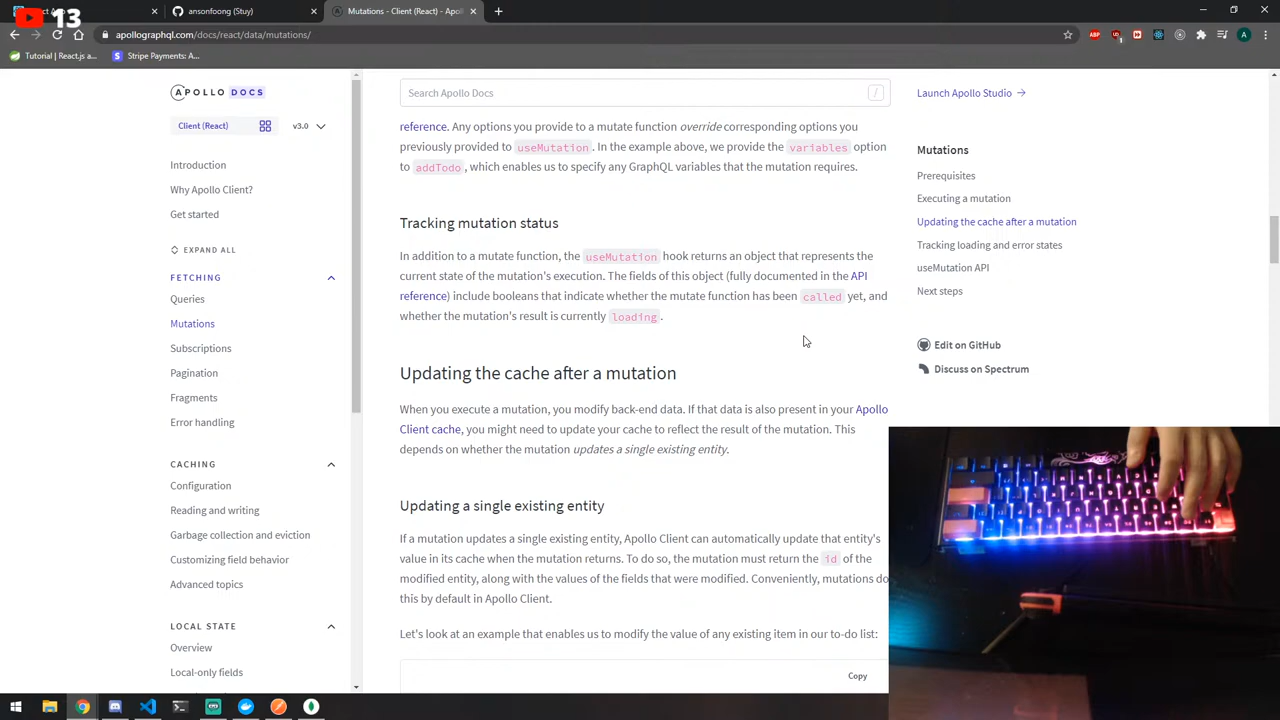 13
ansonfoong (Stuy)
Mutations - Client (React) - Apol
apollographql.com/docs/react/data/mutations/
Tutorial | React.js a...
Stripe Payments: A...
APOLLO DOCS
Client (React)
v3.0
Introduction
Why Apollo Client?
Get started
EXPAND ALL
FETCHING
Queries
Mutations
Subscriptions
Pagination
Fragments
Error handling
CACHING
Configuration
Reading and writing
Garbage collection and eviction
Customizing field behavior
Advanced topics
LOCAL STATE
Overview
Local-only fields
Search Apollo Docs
/
reference. Any options you provide to a mutate function override corresponding options you
previously provided to useMutation. In the example above, we provide the variables option
to addTodo, which enables us to specify any GraphQL variables that the mutation requires.
Tracking mutation status
In addition to a mutate function, the useMutation hook returns an object that represents the
current state of the mutation's execution. The fields of this object (fully documented in the API
reference) include booleans that indicate whether the mutate function has been called yet, and
whether the mutation's result is currently loading.
Updating the cache after a mutation
When you execute a mutation, you modify back-end data. If that data is also present in your Apollo
Client cache, you might need to update your cache to reflect the result of the mutation. This
depends on whether the mutation updates a single existing entity.
Updating a single existing entity
If a mutation updates a single existing entity, Apollo Client can automatically update that entity's
value in its cache when the mutation returns. To do so, the mutation must return the id of the
modified entity, along with the values of the fields that were modified. Conveniently, mutations do
this by default in Apollo Client.
Let's look at an example that enables us to modify the value of any existing item in our to-do list:
Copy
Launch Apollo Studio
Mutations
Prerequisites
Executing a mutation
Updating the cache after a mutation
Tracking loading and error states
useMutation API
Next steps
Edit on GitHub
Discuss on Spectrum